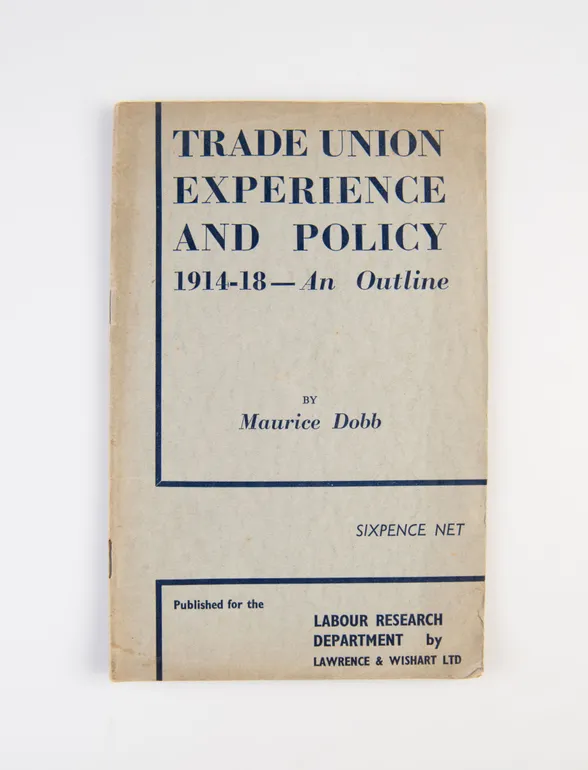 TRADE UNION
EXPERIENCE
AND POLICY
1914-18—An Outline
BY
Maurice Dobb
SIXPENCE NET
Published for the
LABOUR RESEARCH
DEPARTMENT by
LAWRENCE & WISHART LTD